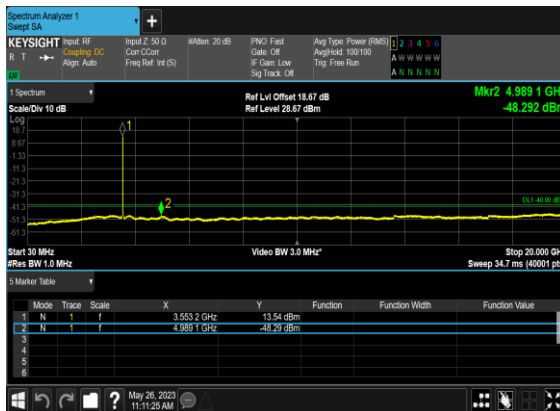 Spectrum Analyzer 1
Swept SA
+
KEYSIGHT Input: RF Input Z: 50 Ω #Atten: 20 dB PNO: Fast Avg Type: Power (RMS) 1 2 3 4 5 6
R T Coupling: DC Corr CCorr Gate: Off Avg|Hold: 100/100 A W W W W W
Align: Auto Freq Ref: Int (S) IF Gain: Low Trig: Free Run
Sig Track: Off A N N N N N
1 Spectrum
Ref Lvl Offset 18.67 dB Mkr2 4.989 1 GHz
Scale/Div 10 dB Ref Level 28.67 dBm -48.292 dBm
Log
18.7
8.67
-1.33
-11.3
-21.3
-31.3
-41.3
-51.3
-61.3
1
2
DL1 -40.00 dB
Start 30 MHz Video BW 3.0 MHz* Stop 20.000 GH
#Res BW 1.0 MHz Sweep 34.7 ms (40001 pt
5 Marker Table
Mode Trace Scale X Y Function Function Width Function Value
1 N 1 f 3.553 2 GHz 13.54 dBm
2 N 1 f 4.989 1 GHz -48.29 dBm
3
4
5
6
? May 26, 2023
11:11:25 AM